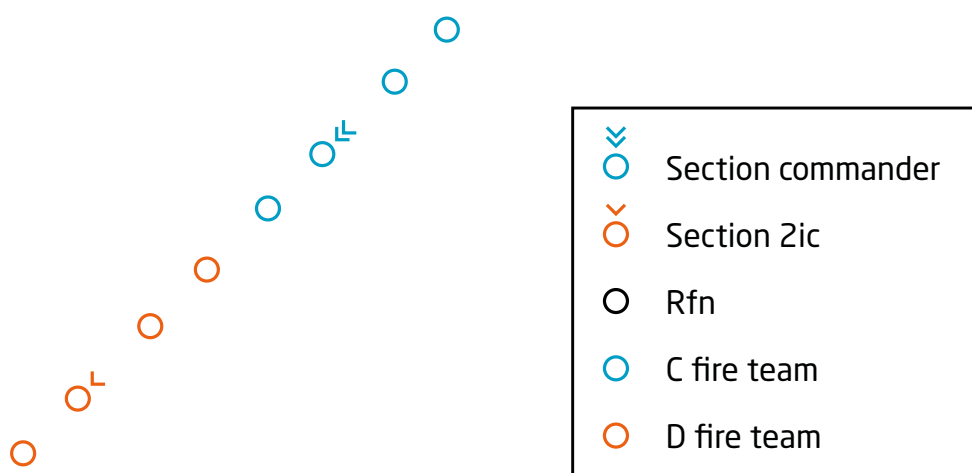 Section commander
Section 2ic
Rfn
C fire team
D fire team